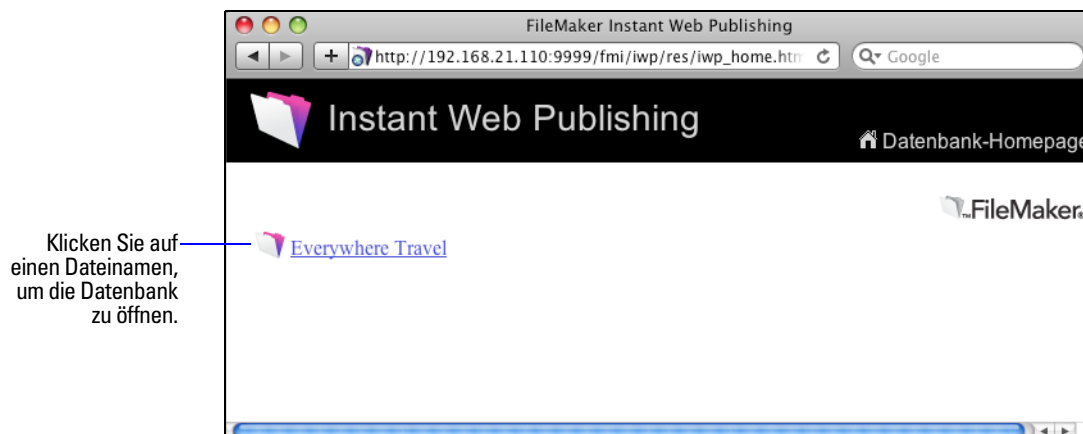 FileMaker Instant Web Publishing
http://192.168.21.110:9999/fmi/iwp/res/iwp_home.htm
Google
Instant Web Publishing
Datenbank-Homepage
FileMaker
Klicken Sie auf
einen Dateinamen,
um die Datenbank
zu öffnen.
Everywhere Travel